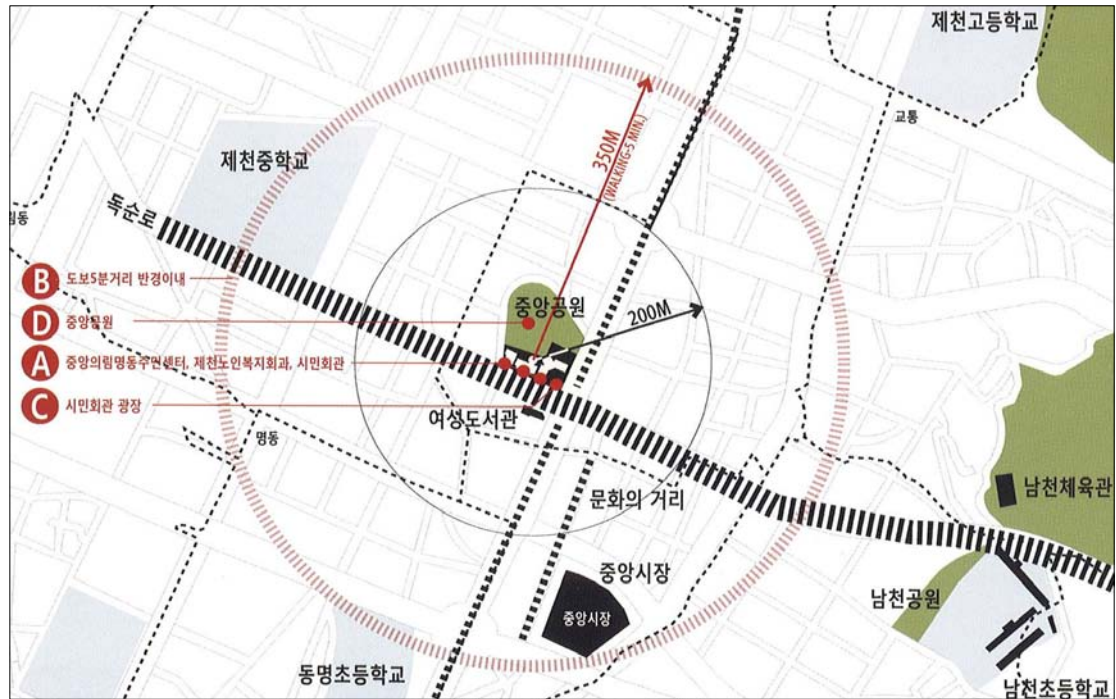 제천고등학교
교통
350M
(WALKING-5 MIN.)
제천중학교
독순로
림동
B 도보5분거리 반경이내
중앙공원
D 중앙공원
200M
A 중앙의림명동주민센터, 제천노인복지회과, 시민회관
C 시민회관 광장
여성도서관
명동
남천체육관
문화의 거리
중앙시장
중앙시장
남천공원
동명초등학교
남천초등학교